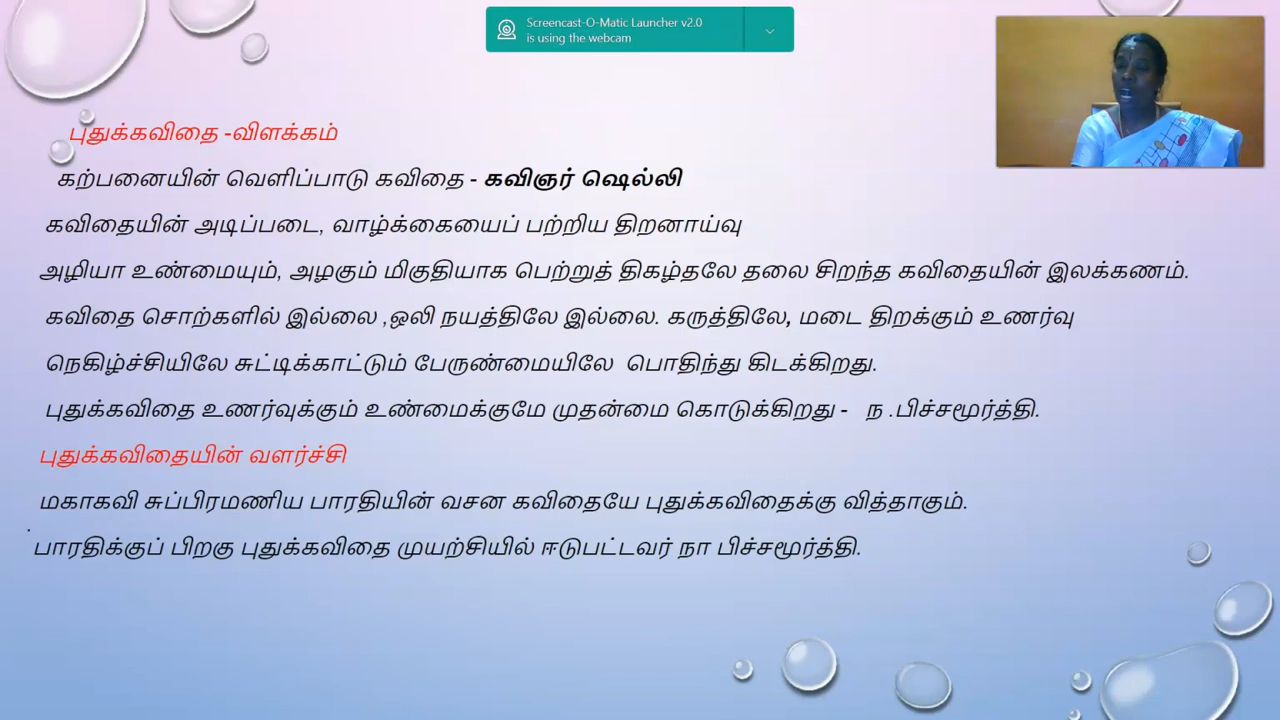 Screencast-O-Matic Launcher v2.0
is using the webcam
புதுக்கவிதை -விளக்கம்
கற்பனையின் வெளிப்பாடு கவிதை - கவிஞர் ஷெல்லி
கவிதையின் அடிப்படை, வாழ்க்கையைப் பற்றிய திறனாய்வு
அழியா உண்மையும், அழகும் மிகுதியாக பெற்றுத் திகழ்தலே தலை சிறந்த கவிதையின் இலக்கணம்.
கவிதை சொற்களில் இல்லை ,ஒலி நயத்திலே இல்லை. கருத்திலே, மடை திறக்கும் உணர்வு
நெகிழ்ச்சியிலே சுட்டிக்காட்டும் பேருண்மையிலே பொதிந்து கிடக்கிறது.
புதுக்கவிதை உணர்வுக்கும் உண்மைக்குமே முதன்மை கொடுக்கிறது - ந .பிச்சமூர்த்தி.
புதுக்கவிதையின் வளர்ச்சி
மகாகவி சுப்பிரமணிய பாரதியின் வசன கவிதையே புதுக்கவிதைக்கு வித்தாகும்.
பாரதிக்குப் பிறகு புதுக்கவிதை முயற்சியில் ஈடுபட்டவர் நா பிச்சமூர்த்தி.